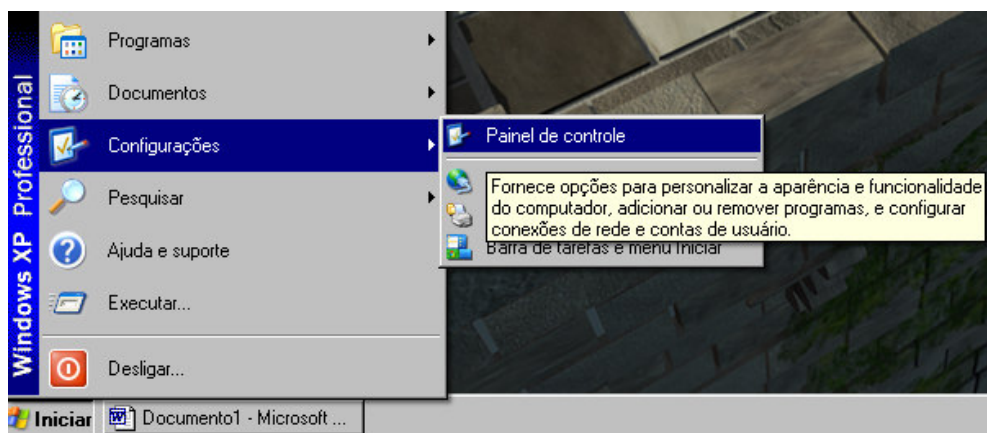 Windows XP Professional
Programas
Documentos
Configurações
Pesquisar
Ajuda e suporte
Executar...
Desligar...
Painel de controle
Fornece opções para personalizar a aparência e funcionalidade
do computador, adicionar ou remover programas, e configurar
conexões de rede e contas de usuário.
Barra de tarefas e menu Iniciar
Iniciar
Documento1 - Microsoft ...